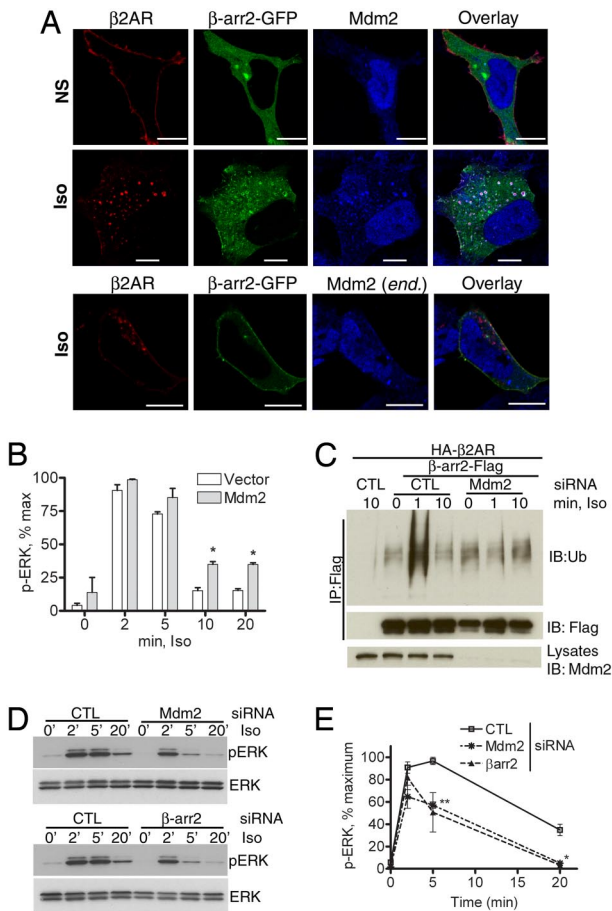 A
β2AR β-arr2-GFP Mdm2 Overlay
NS
Iso
β2AR β-arr2-GFP Mdm2 (end.) Overlay
Iso
B
p-ERK, % max
100
75
50
25
0
Vector
Mdm2
* *
0 2 5 10 20
min, Iso
C
HA-β2AR
β-arr2-Flag
CTL CTL Mdm2 siRNA
10 0 1 10 0 1 10 min, Iso
IP:Flag
IB:Ub
IB: Flag
Lysates
IB: Mdm2
D
CTL Mdm2 siRNA
0' 2' 5' 20' 0' 2' 5' 20' Iso
pERK
ERK
CTL β-arr2 siRNA
0' 2' 5' 20' 0' 2' 5' 20' Iso
pERK
ERK
E
CTL
Mdm2
βarr2
siRNA
p-ERK, % maximum
100
80
60
40
20
0
**
*
0 5 10 15 20
Time (min)